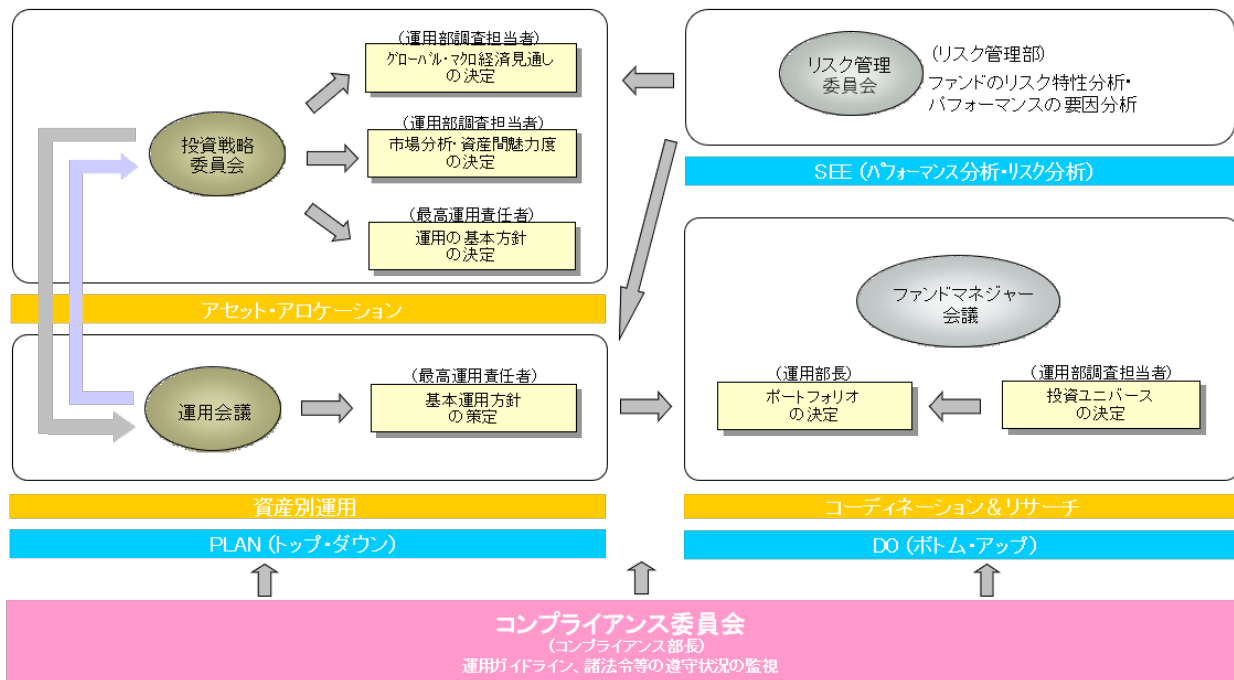 (運用部調査担当者)
グローバル・マクロ経済見通し
の決定
投資戦略
委員会
(運用部調査担当者)
市場分析・資産間魅力度
の決定
(最高運用責任者)
運用の基本方針
の決定
アセット・アロケーション
運用会議
(最高運用責任者)
基本運用方針
の策定
資産別運用
PLAN (トップ・ダウン)
リスク管理
委員会
(リスク管理部)
ファンドのリスク特性分析・
パフォーマンスの要因分析
SEE (パフォーマンス分析・リスク分析)
ファンドマネジャー
会議
(運用部長)
ポートフォリオ
の決定
(運用部調査担当者)
投資ユニバース
の決定
コーディネーション&リサーチ
DO (ボトム・アップ)
コンプライアンス委員会
(コンプライアンス部長)
運用ガイドライン、諸法令等の遵守状況の監視